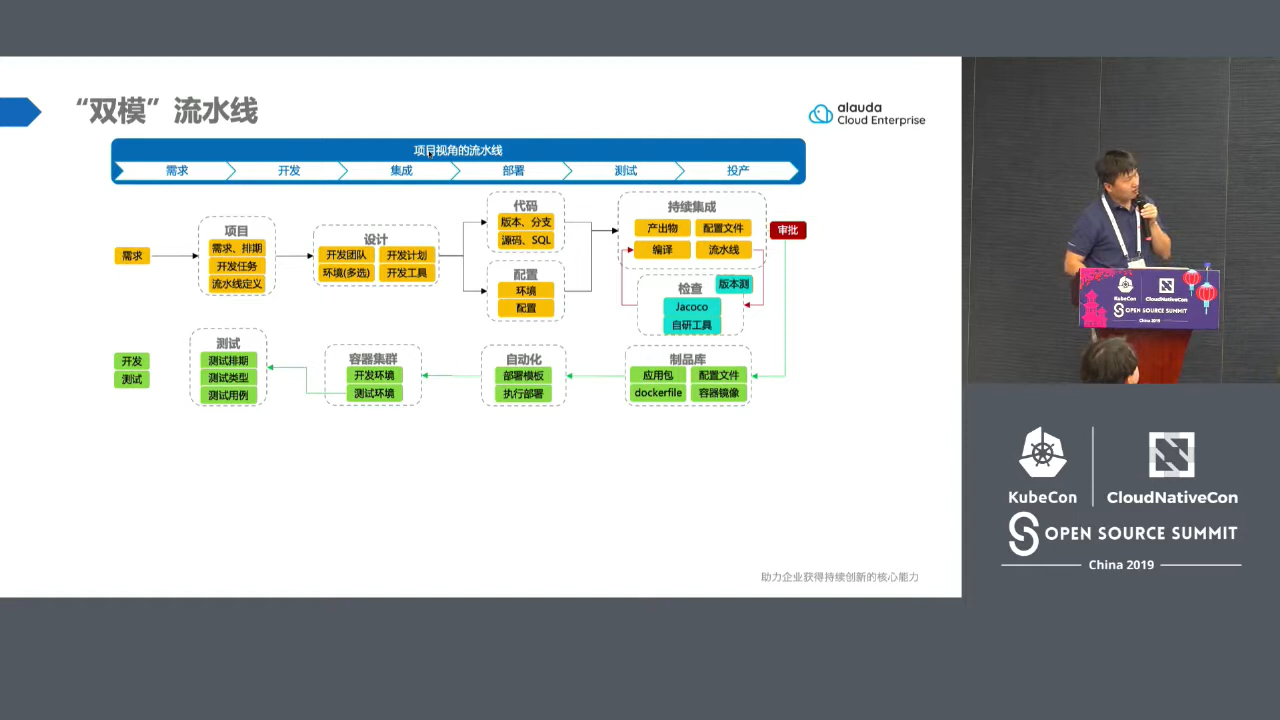 “双模”流水线
alauda
Cloud Enterprise
项目视角的流水线
需求
开发
集成
部署
测试
投产
需求
项目
需求、排期
开发任务
流水线定义
设计
开发团队
开发计划
环境(多选)
开发工具
代码
版本、分支
源码、SQL
配置
环境
配置
持续集成
产出物
配置文件
编译
流水线
审批
检查
版本测
Jacoco
自研工具
开发
测试
测试
测试排期
测试类型
测试用例
容器集群
开发环境
测试环境
自动化
部署模板
执行部署
制品库
应用包
配置文件
dockerfile
容器镜像
助力企业获得持续创新的核心能力
KubeCon
CloudNativeCon
OPEN SOURCE SUMMIT
China 2019
KubeCon
CloudNativeCon
OPEN SOURCE SUMMIT
China 2019